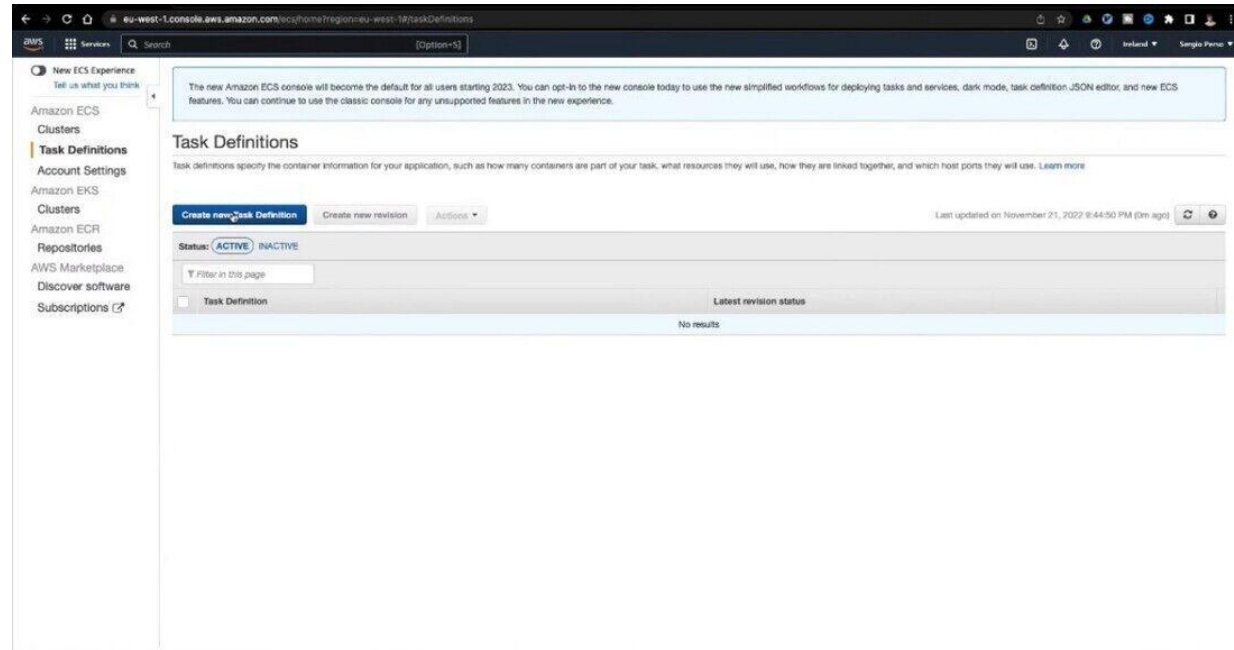 eu-west-1.console.aws.amazon.com/ecs/home?region=eu-west-1#/taskDefinitions
aws
Services
Search
[Option+S]
Ireland
Sergio Perso
New ECS Experience
Tell us what you think
Amazon ECS
Clusters
Task Definitions
Account Settings
Amazon EKS
Clusters
Amazon ECR
Repositories
AWS Marketplace
Discover software
Subscriptions
The new Amazon ECS console will become the default for all users starting 2023. You can opt-in to the new console today to use the new simplified workflows for deploying tasks and services, dark mode, task definition JSON editor, and new ECS
features. You can continue to use the classic console for any unsupported features in the new experience.
Task Definitions
Task definitions specify the container information for your application, such as how many containers are part of your task, what resources they will use, how they are linked together, and which host ports they will use. Learn more
Create new Task Definition
Create new revision
Actions
Last updated on November 21, 2022 9:44:50 PM (0m ago)
Status: ACTIVE INACTIVE
Filter in this page
Task Definition
Latest revision status
No results